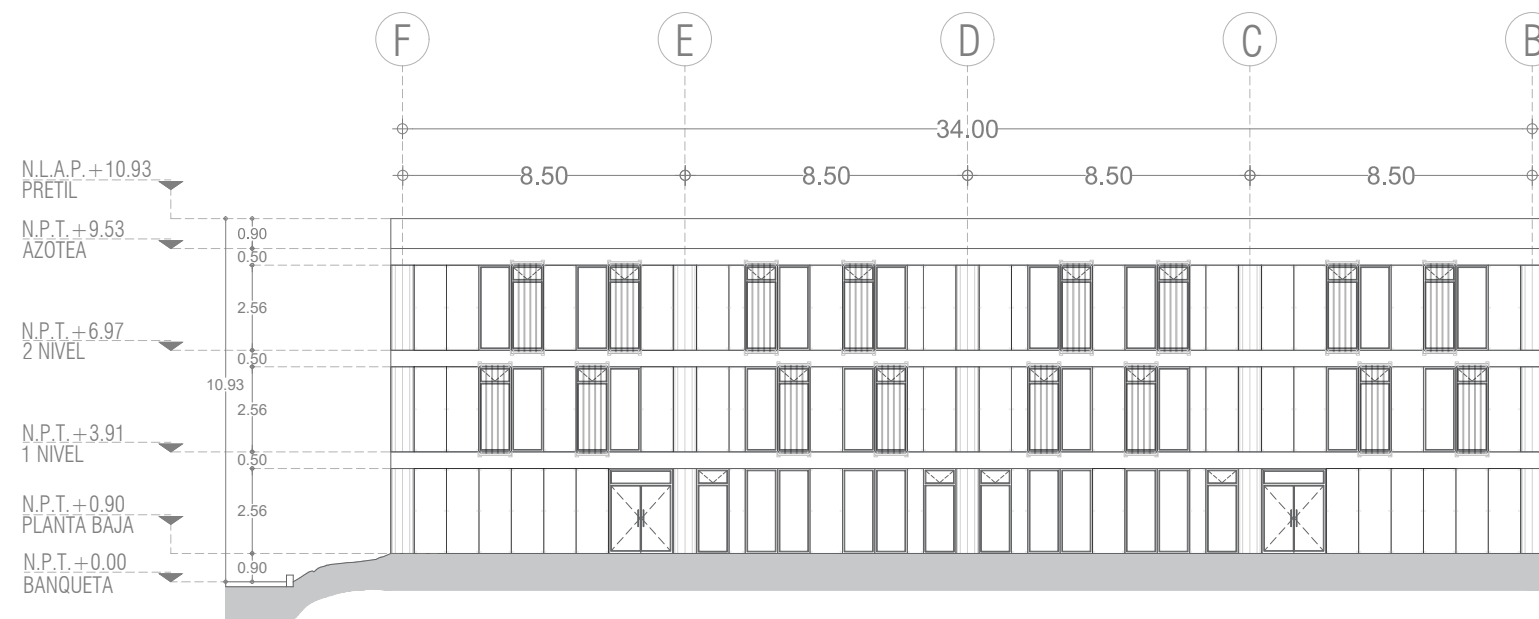 F
E
D
C
B
34.00
8.50
8.50
8.50
8.50
N.L.A.P.+10.93
PRETIL
N.P.T.+9.53
AZOTEA
N.P.T.+6.97
2 NIVEL
N.P.T.+3.91
1 NIVEL
N.P.T.+0.90
PLANTA BAJA
N.P.T.+0.00
BANQUETA
10.93
0.90
0.50
2.56
0.50
2.56
0.50
2.56
0.90